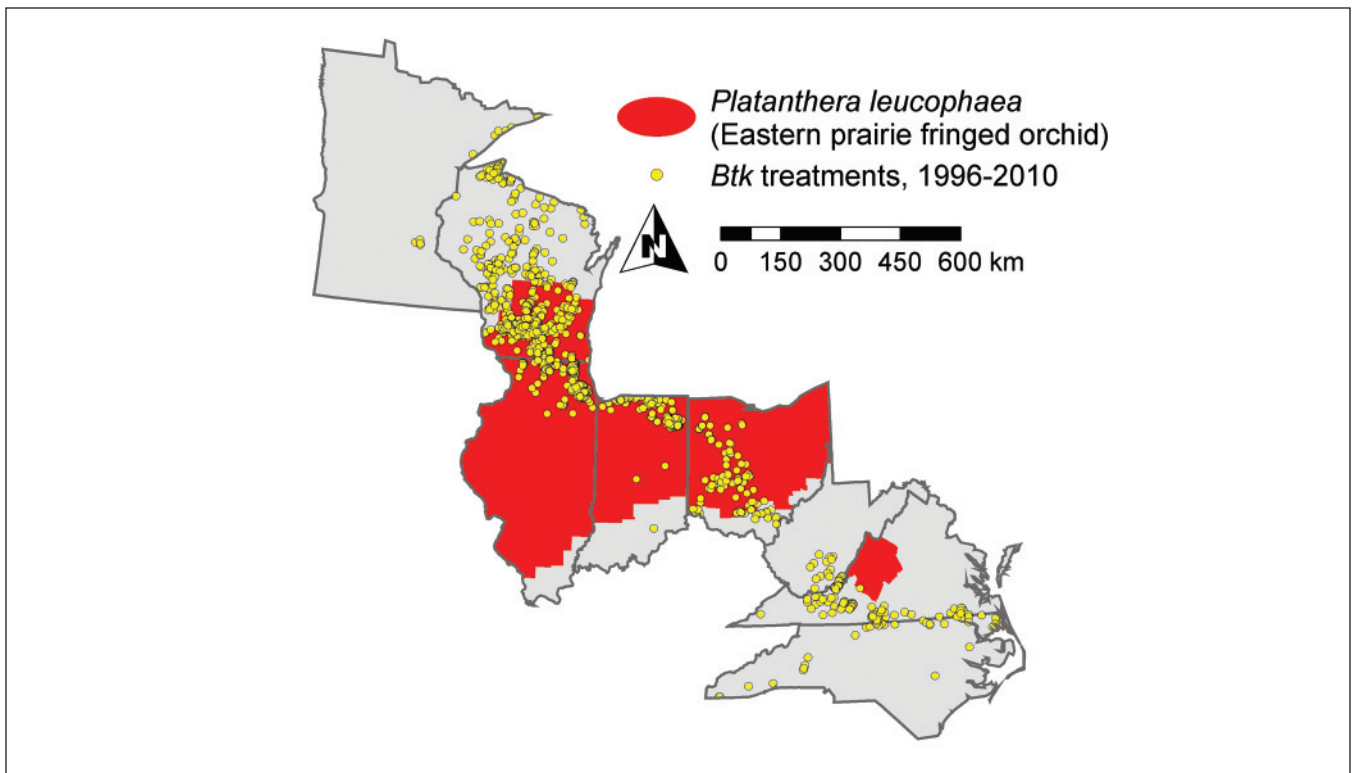 Platanthera leucophaea
(Eastern prairie fringed orchid)
Btk treatments, 1996-2010
N
0 150 300 450 600 km